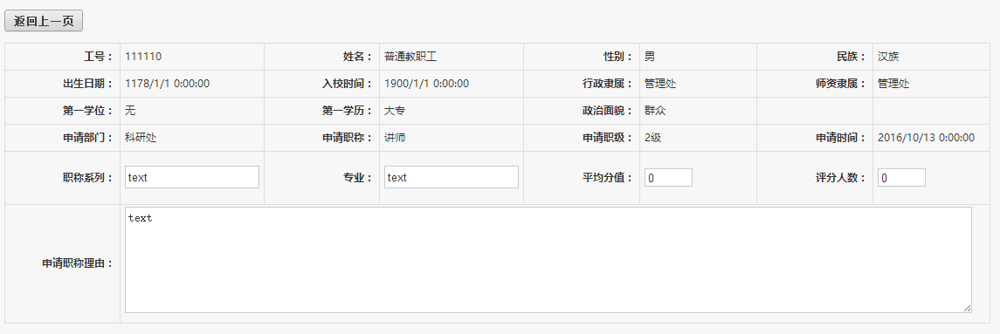 返回上一页
工号： 111110 姓名： 普通教职工 性别： 男 民族： 汉族
出生日期： 1178/1/1 0:00:00 入校时间： 1900/1/1 0:00:00 行政隶属： 管理处 师资隶属： 管理处
第一学位： 无 第一学历： 大专 政治面貌： 群众
申请部门： 科研处 申请职称： 讲师 申请职级： 2级 申请时间： 2016/10/13 0:00:00
职称系列： text 专业： text 平均分值： 0 评分人数： 0
申请职称理由： text